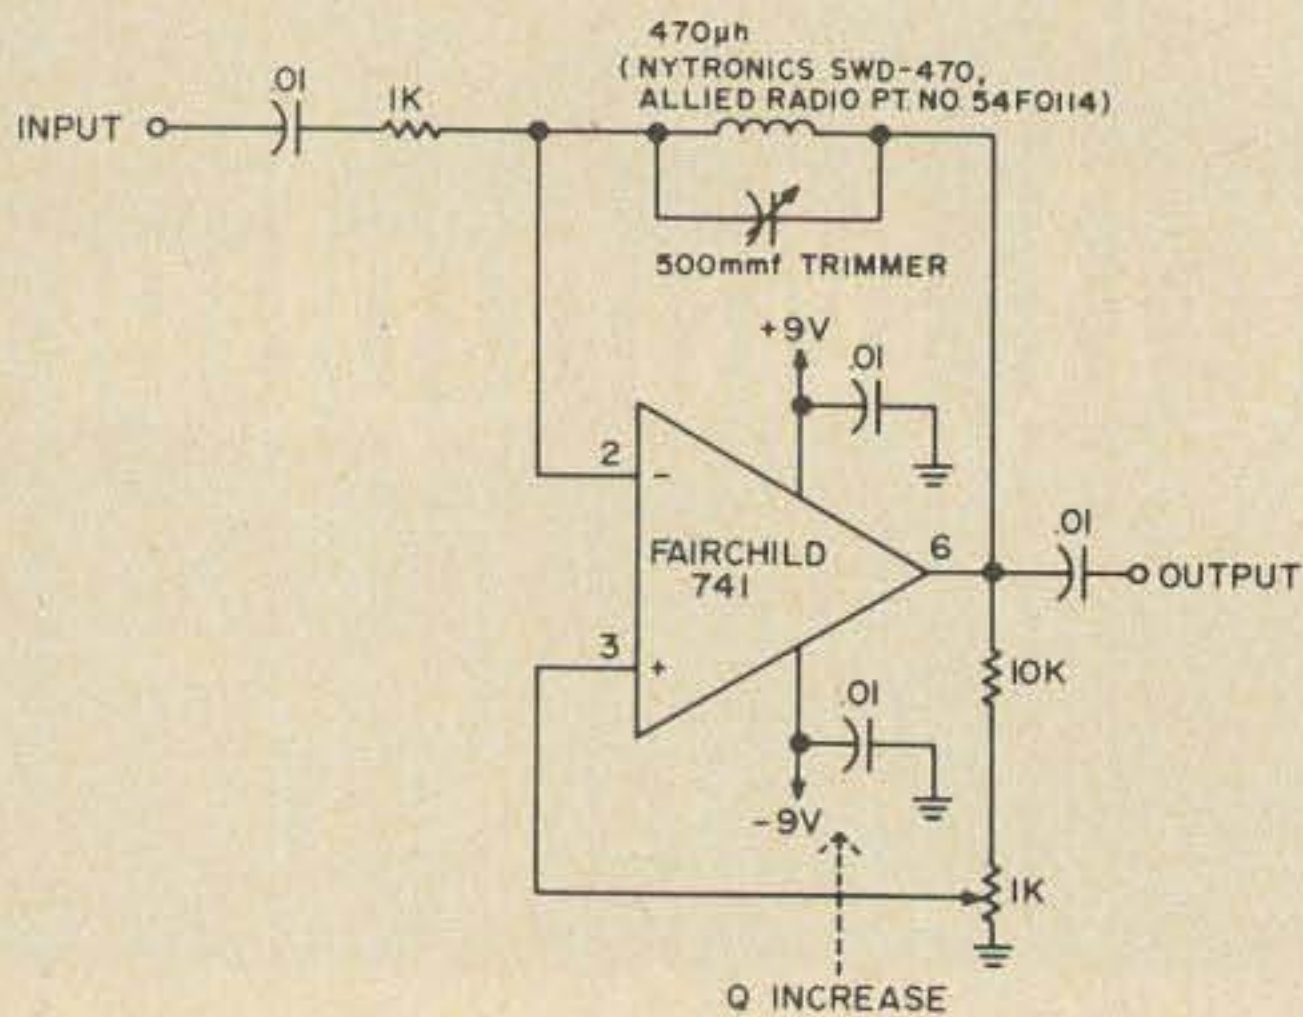 470µh
(NYTRONICS SWD-470,
ALLIED RADIO PT. NO. 54F0114)
.01
1K
INPUT
500mmf TRIMMER
+9V
.01
2
-
FAIRCHILD
741
6
.01
OUTPUT
3
+
10K
.01
-9V
1K
Q INCREASE